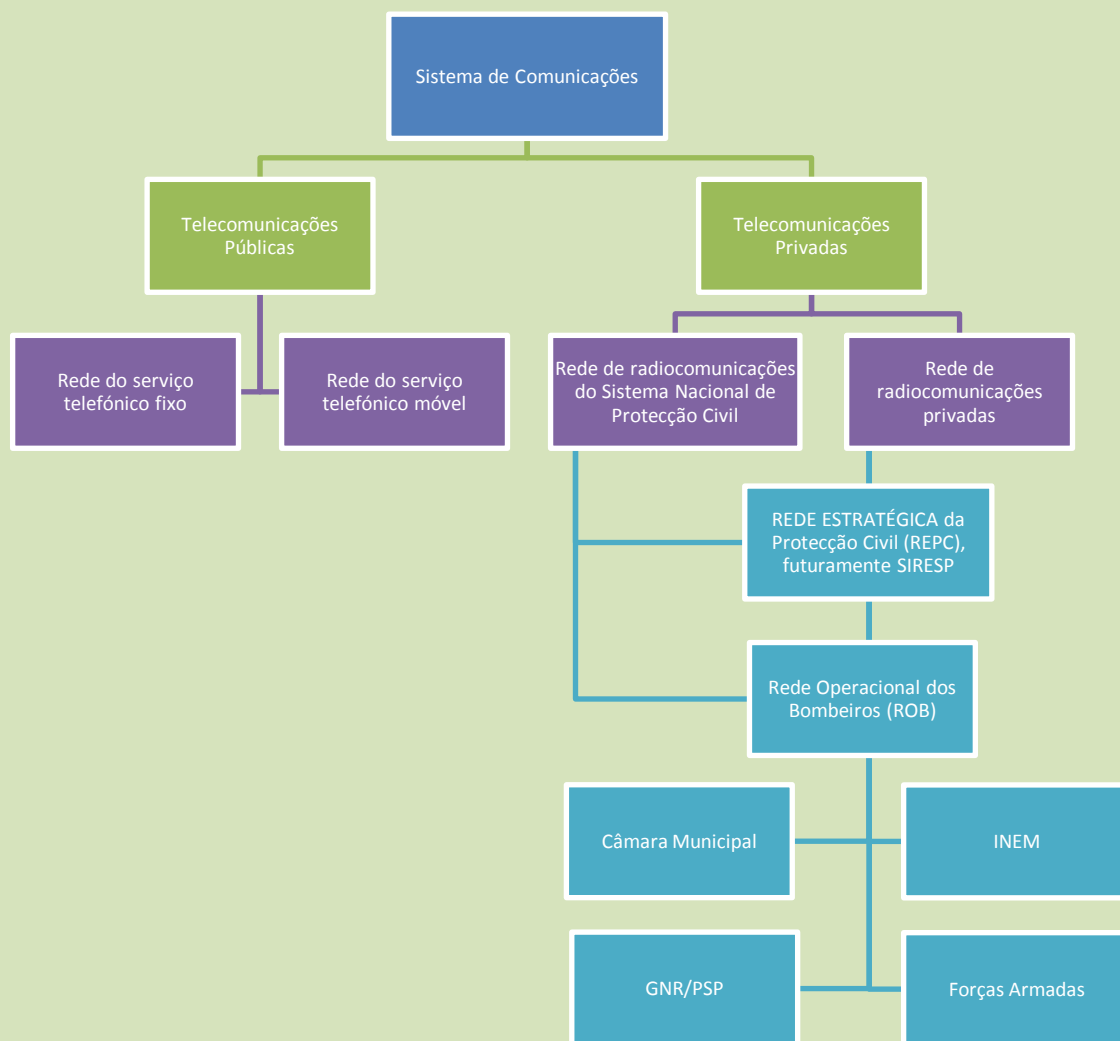 Sistema de Comunicações
Telecomunicações
Públicas
Telecomunicações
Privadas
Rede do serviço
telefónico fixo
Rede do serviço
telefónico móvel
Rede de radiocomunicações
do Sistema Nacional de
Protecção Civil
Rede de
radiocomunicações
privadas
REDE ESTRATÉGICA da
Protecção Civil (REPC),
futuramente SIRESP
Rede Operacional dos
Bombeiros (ROB)
Câmara Municipal
INEM
GNR/PSP
Forças Armadas